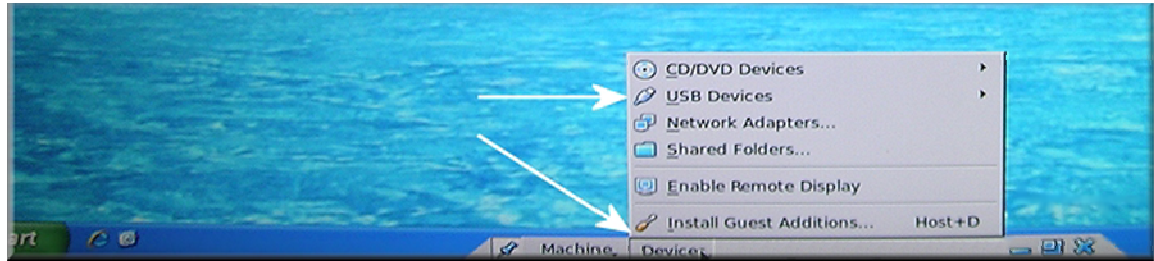 CD/DVD Devices
USB Devices
Network Adapters...
Shared Folders...
Enable Remote Display
Install Guest Additions... Host+D
art
Machine Devices